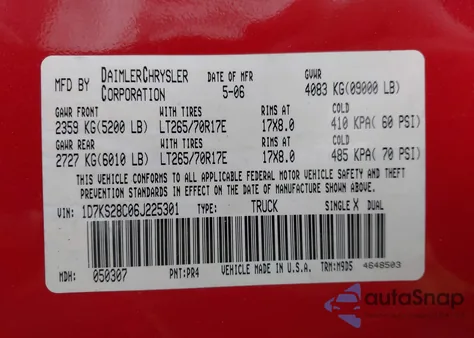 MFD BY DAIMLERCHRYSLER CORPORATION DATE OF MFR 5-06 GVWR 4083 KG(09000 LB)
GAWR FRONT WITH TIRES RIMS AT COLD
2359 KG(5200 LB) LT265/70R17E 17X8.0 410 KPA( 60 PSI)
GAWR REAR WITH TIRES RIMS AT COLD
2727 KG(6010 LB) LT265/70R17E 17X8.0 485 KPA( 70 PSI)
THIS VEHICLE CONFORMS TO ALL APPLICABLE FEDERAL MOTOR VEHICLE SAFETY AND THEFT
PREVENTION STANDARDS IN EFFECT ON THE DATE OF MANUFACTURE SHOWN ABOVE.
VIN: 1D7KS28C06J225301 TYPE: TRUCK SINGLE X DUAL
MDH: 050307 PNT:PR4 VEHICLE MADE IN U.S.A. TRM:M9D5 4648503
autoSnap